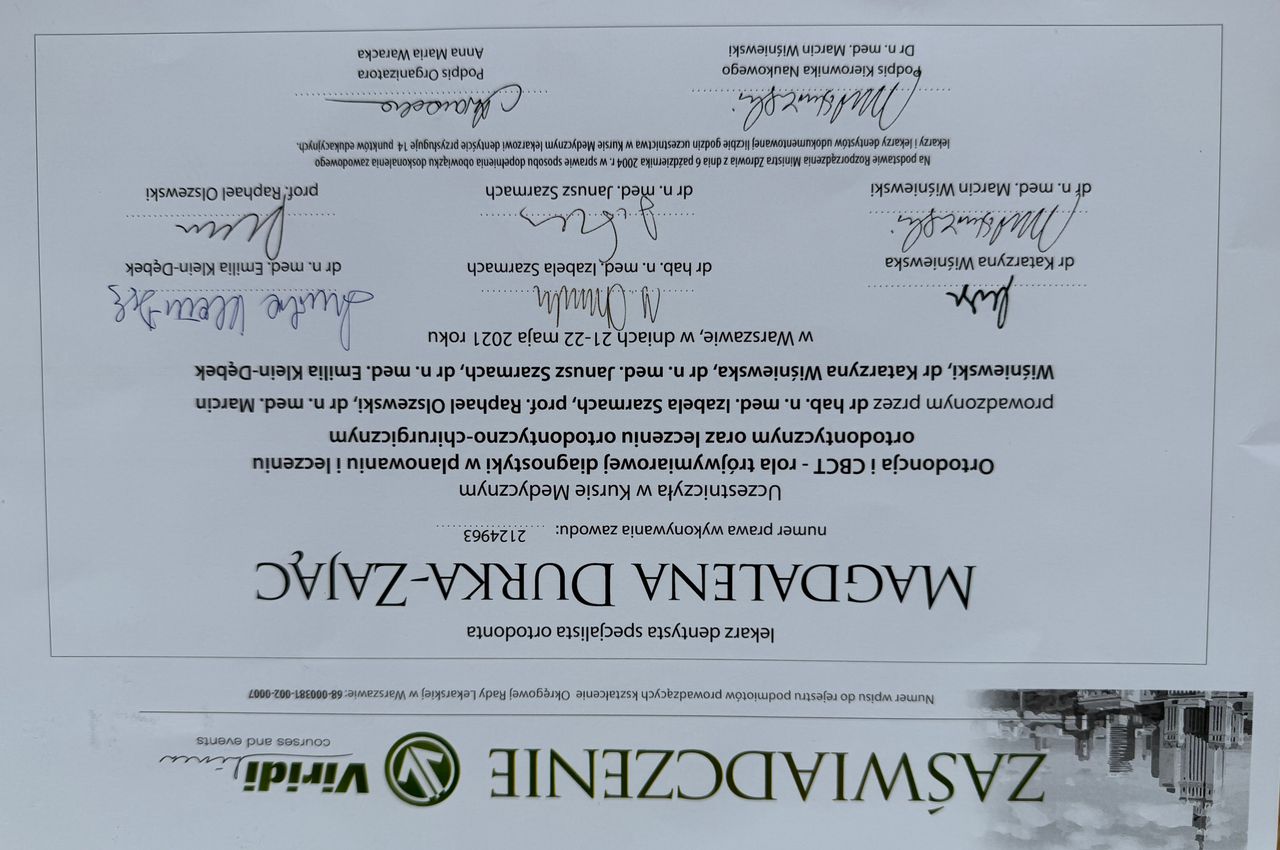 ZAŚWIADCZENIE
Viridi
courses and events
Numer wpisu do rejestru podmiotów prowadzących kształcenie Okręgowej Rady Lekarskiej w Warszawie: 68-000381-002-0007
lekarz dentysta specjalista ortodonta
MAGDALENA DURKA-ZAJĄC
numer prawa wykonywania zawodu: 2124963
Uczestniczyła w Kursie Medycznym
Ortodoncja i CBCT - rola trójwymiarowej diagnostyki w planowaniu i leczeniu
ortodontycznym oraz leczeniu ortodontyczno-chirurgicznym
prowadzonym przez dr hab. n. med. Izabela Szarmach, prof. Raphael Olszewski, dr n. med. Marcin
Wiśniewski, dr Katarzyna Wiśniewska, dr n. med. Janusz Szarmach, dr n. med. Emilia Klein-Dębek
w Warszawie, w dniach 21-22 maja 2021 roku
dr Katarzyna Wiśniewska
dr hab. n. med. Izabela Szarmach
dr n. med. Emilia Klein-Dębek
dr n. med. Marcin Wiśniewski
dr n. med. Janusz Szarmach
prof. Raphael Olszewski
Na podstawie Rozporządzenia Ministra Zdrowia z dnia 6 października 2004 r. w sprawie sposobu dopełnienia obowiązku doskonalenia zawodowego
lekarzy i lekarzy dentystów udokumentowanej liczbie godzin uczestnictwa w Kursie Medycznym lekarzowi dentyście przysługuje 14 punktów edukacyjnych.
Podpis Kierownika Naukowego
Dr n. med. Marcin Wiśniewski
Podpis Organizatora
Anna Maria Waracka